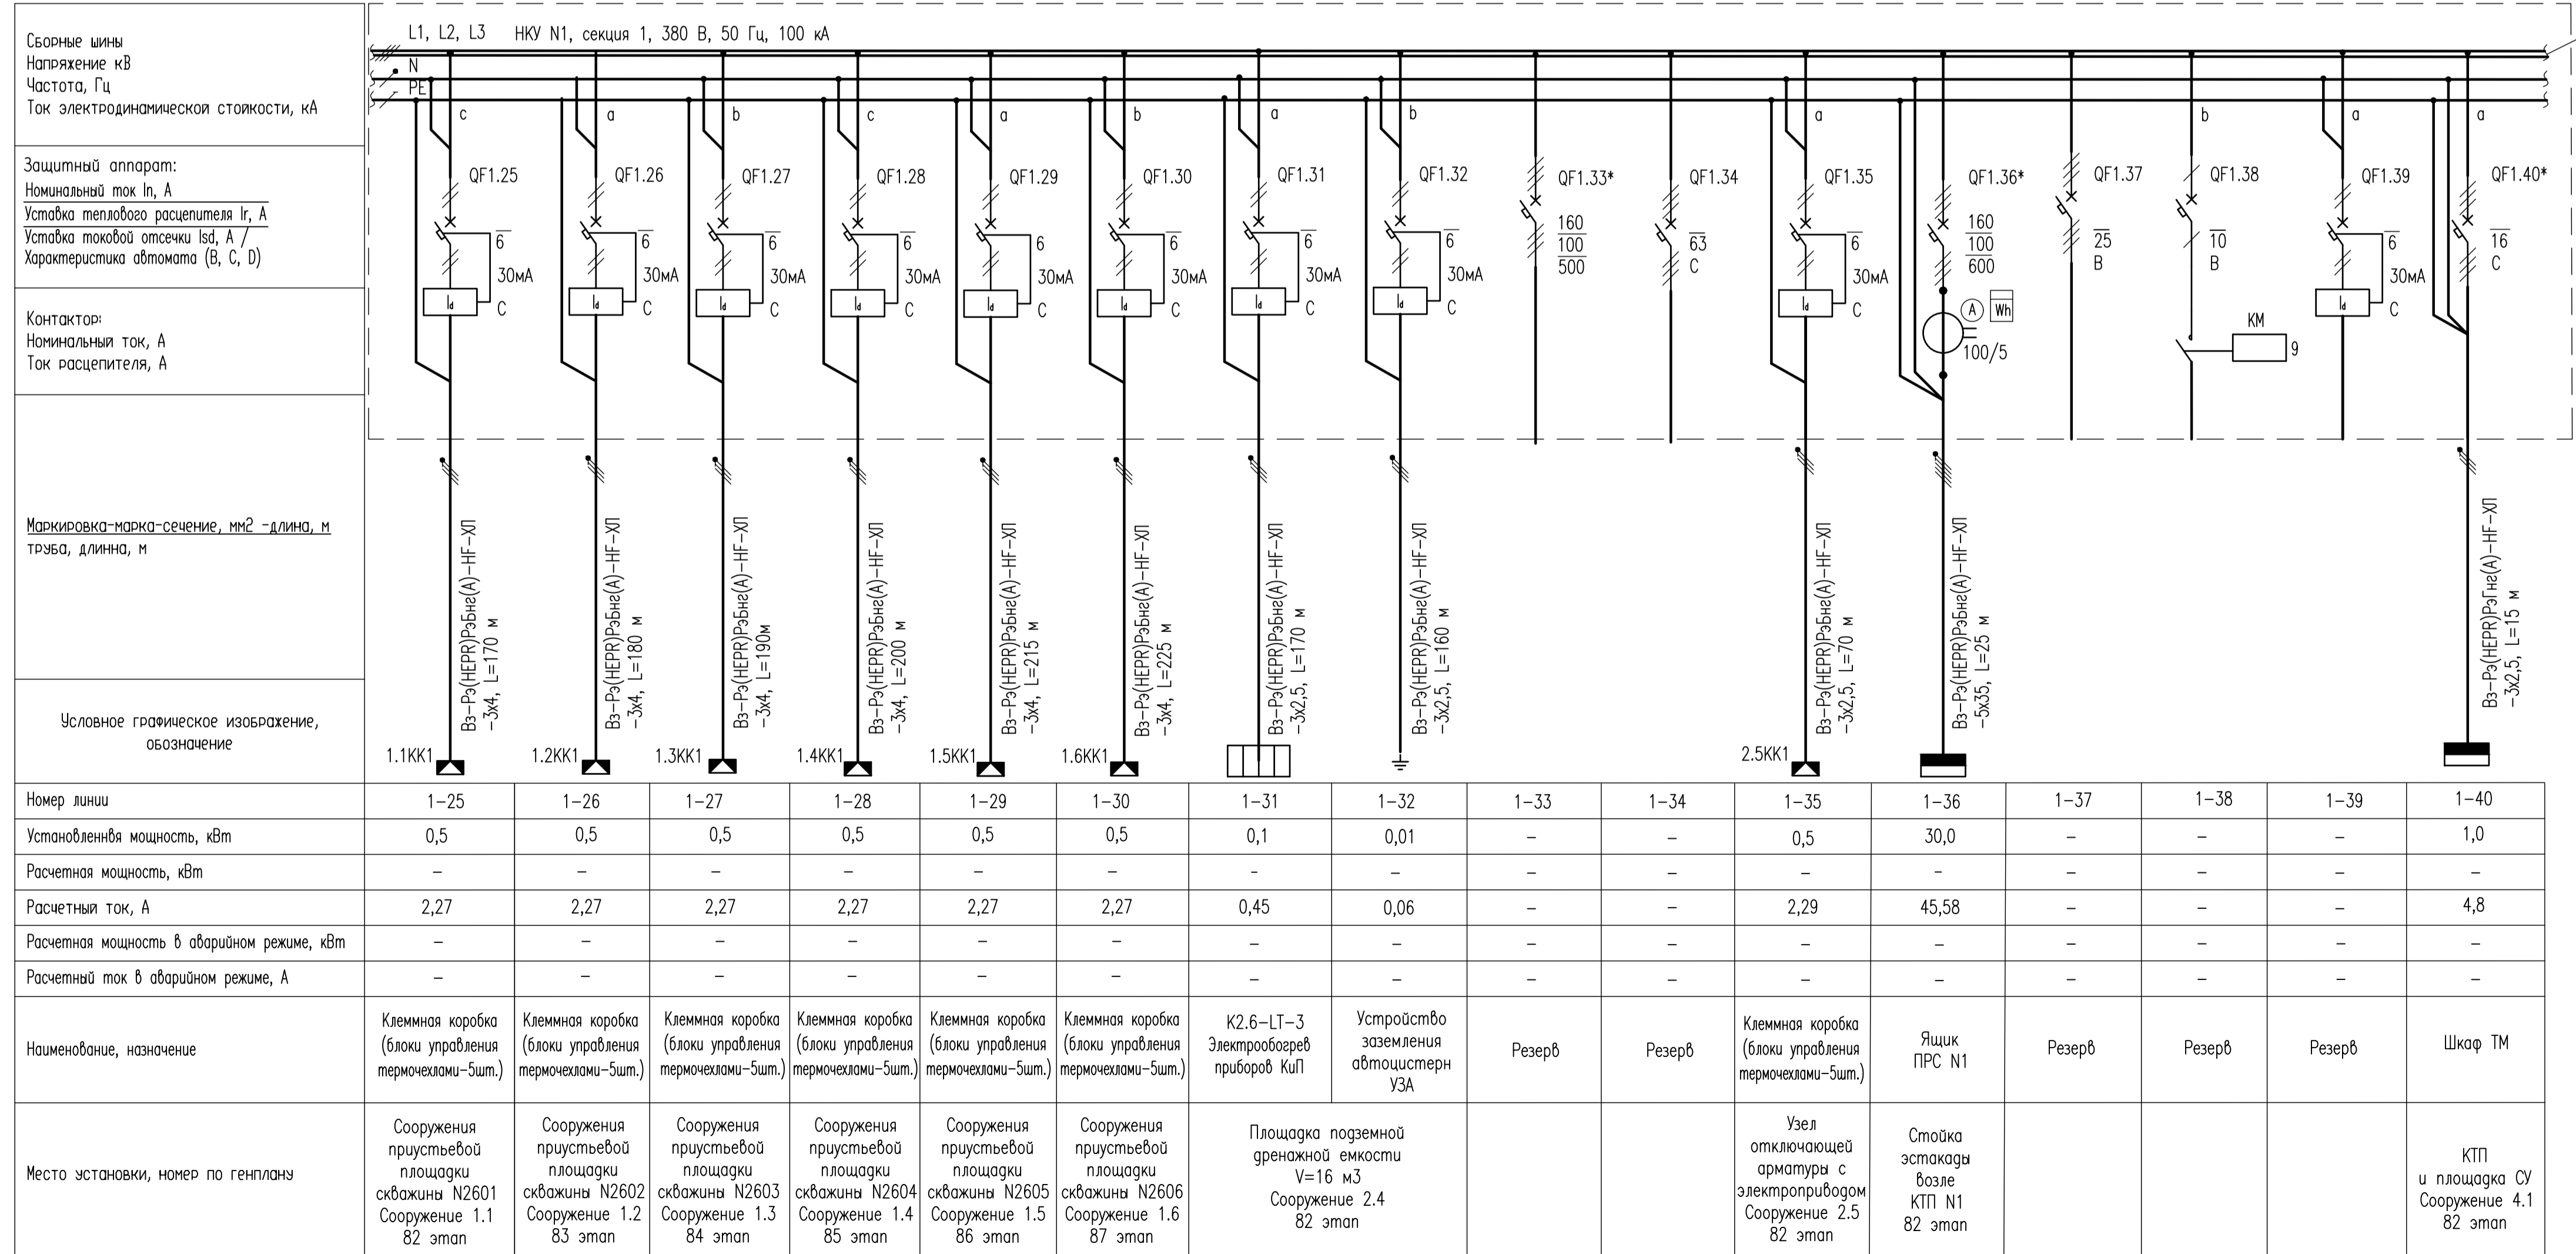 Сборные шины
Напряжение кВ
Частота, Гц
Ток электродинамической стойкости, кА
L1, L2, L3 НКУ N1, секция 1, 380 В, 50 Гц, 100 кА
N
PE
c a b c a b a b a b a a
Защитный аппарат:
Номинальный ток In, А
Уставка теплового расцепителя Ir, А
Уставка токовой отсечки Isd, А /
Характеристика автомата (B, C, D)
QF1.25
6
30мА
Id C
QF1.26
6
30мА
Id C
QF1.27
6
30мА
Id C
QF1.28
6
30мА
Id C
QF1.29
6
30мА
Id C
QF1.30
6
30мА
Id C
QF1.31
6
30мА
Id C
QF1.32
6
30мА
Id C
QF1.33*
160
100
500
QF1.34
63
C
QF1.35
6
30мА
Id C
QF1.36*
160
100
600
A Wh
100/5
QF1.37
25
B
QF1.38
10
B
KM
9
QF1.39
6
30мА
Id C
QF1.40*
16
C
Контактор:
Номинальный ток, А
Ток расцепителя, А
Маркировка-марка-сечение, мм2 -длина, м
труба, длинна, м
Вз-Рэ(HEPR)РэБнг(А)-HF-ХЛ
-3х4, L=170 м
Вз-Рэ(HEPR)РэБнг(А)-HF-ХЛ
-3х4, L=180 м
Вз-Рэ(HEPR)РэБнг(А)-HF-ХЛ
-3х4, L=190м
Вз-Рэ(HEPR)РэБнг(А)-HF-ХЛ
-3х4, L=200 м
Вз-Рэ(HEPR)РэБнг(А)-HF-ХЛ
-3х4, L=215 м
Вз-Рэ(HEPR)РэБнг(А)-HF-ХЛ
-3х4, L=225 м
Вз-Рэ(HEPR)РэБнг(А)-HF-ХЛ
-3х2,5, L=170 м
Вз-Рэ(HEPR)РэБнг(А)-HF-ХЛ
-3х2,5, L=160 м
Вз-Рэ(HEPR)РэБнг(А)-HF-ХЛ
-3х2,5, L=70 м
Вз-Рэ(HEPR)РэБнг(А)-HF-ХЛ
-5х35, L=25 м
Вз-Рэ(HEPR)РэГнг(А)-HF-ХЛ
-3х2,5, L=15 м
Условное графическое изображение,
обозначение
1.1КК1 1.2КК1 1.3КК1 1.4КК1 1.5КК1 1.6КК1 2.5КК1
Номер линии 1-25 1-26 1-27 1-28 1-29 1-30 1-31 1-32 1-33 1-34 1-35 1-36 1-37 1-38 1-39 1-40
Установленнвя мощность, кВт 0,5 0,5 0,5 0,5 0,5 0,5 0,1 0,01 - - 0,5 30,0 - - - 1,0
Расчетная мощность, кВт - - - - - - - - - - - - - - - -
Расчетный ток, А 2,27 2,27 2,27 2,27 2,27 2,27 0,45 0,06 - - 2,29 45,58 - - - 4,8
Расчетная мощность в аварийном режиме, кВт - - - - - - - - - - - - - - - -
Расчетный ток в аварийном режиме, А - - - - - - - - - - - - - - - -
Наименование, назначение
Клеммная коробка
(блоки управления
термочехлами-5шт.)
Клеммная коробка
(блоки управления
термочехлами-5шт.)
Клеммная коробка
(блоки управления
термочехлами-5шт.)
Клеммная коробка
(блоки управления
термочехлами-5шт.)
Клеммная коробка
(блоки управления
термочехлами-5шт.)
Клеммная коробка
(блоки управления
термочехлами-5шт.)
К2.6-LT-3
Электрообогрев
приборов КиП
Устройство
заземления
автоцистерн
УЗА
Резерв
Резерв
Клеммная коробка
(блоки управления
термочехлами-5шт.)
Ящик
ПРС N1
Резерв
Резерв
Резерв
Шкаф ТМ
Место установки, номер по генплану
Сооружения
приустьевой
площадки
скважины N2601
Сооружение 1.1
82 этап
Сооружения
приустьевой
площадки
скважины N2602
Сооружение 1.2
83 этап
Сооружения
приустьевой
площадки
скважины N2603
Сооружение 1.3
84 этап
Сооружения
приустьевой
площадки
скважины N2604
Сооружение 1.4
85 этап
Сооружения
приустьевой
площадки
скважины N2605
Сооружение 1.5
86 этап
Сооружения
приустьевой
площадки
скважины N2606
Сооружение 1.6
87 этап
Площадка подземной
дренажной емкости
V=16 м3
Сооружение 2.4
82 этап
Узел
отключающей
арматуры с
электроприводом
Сооружение 2.5
82 этап
Стойка
эстакады
возле
КТП N1
82 этап
КТП
и площадка СУ
Сооружение 4.1
82 этап